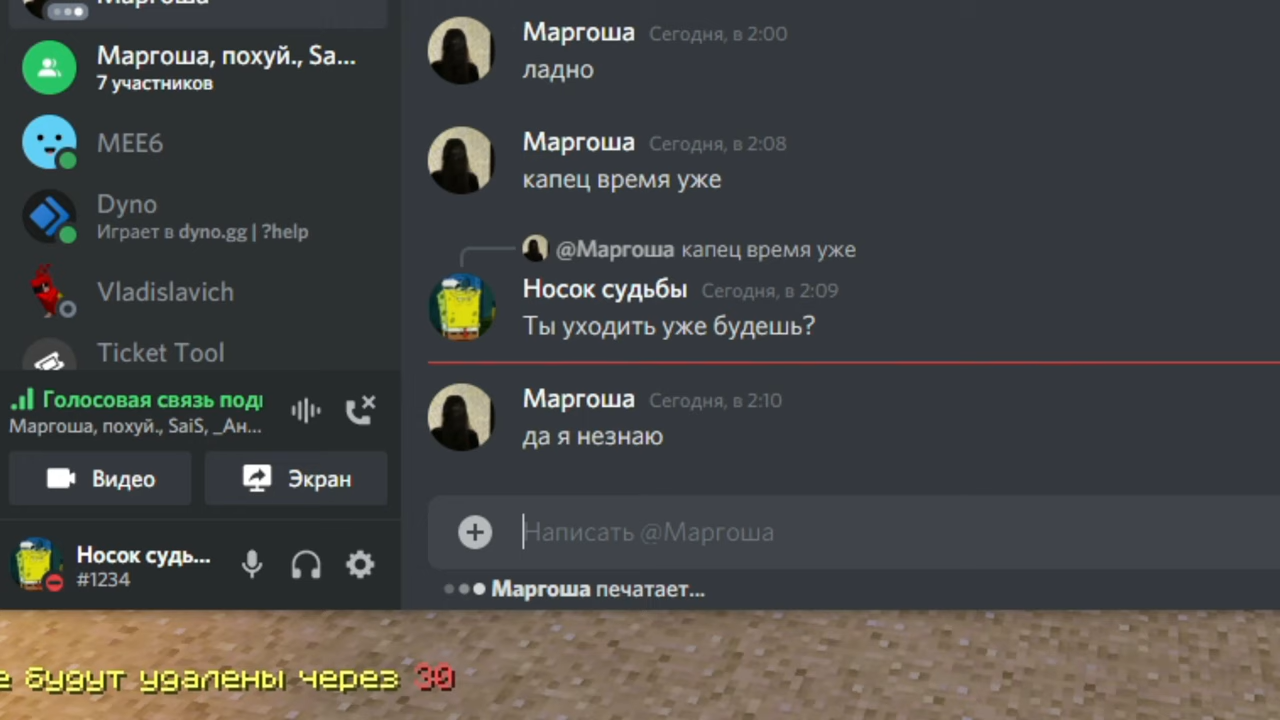 Маргоша
Маргоша, похуй., Sa...
7 участников
MEE6
Dyno
Играет в dyno.gg | ?help
Vladislavich
Ticket Tool
Голосовая связь под
Маргоша, похуй., SaiS, _Ан...
Видео
Экран
Носок судь...
#1234
Маргоша Сегодня, в 2:00
ладно
Маргоша Сегодня, в 2:08
капец время уже
@Маргоша капец время уже
Носок судьбы Сегодня, в 2:09
Ты уходить уже будешь?
Маргоша Сегодня, в 2:10
да я незнаю
Написать @Маргоша
Маргоша печатает...
е будут удалены через 30